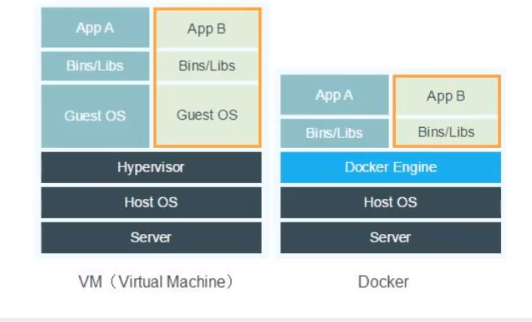 App A
App B
Bins/Libs
Bins/Libs
Guest OS
Guest OS
Hypervisor
Host OS
Server
VM（Virtual Machine）
App A
App B
Bins/Libs
Bins/Libs
Docker Engine
Host OS
Server
Docker